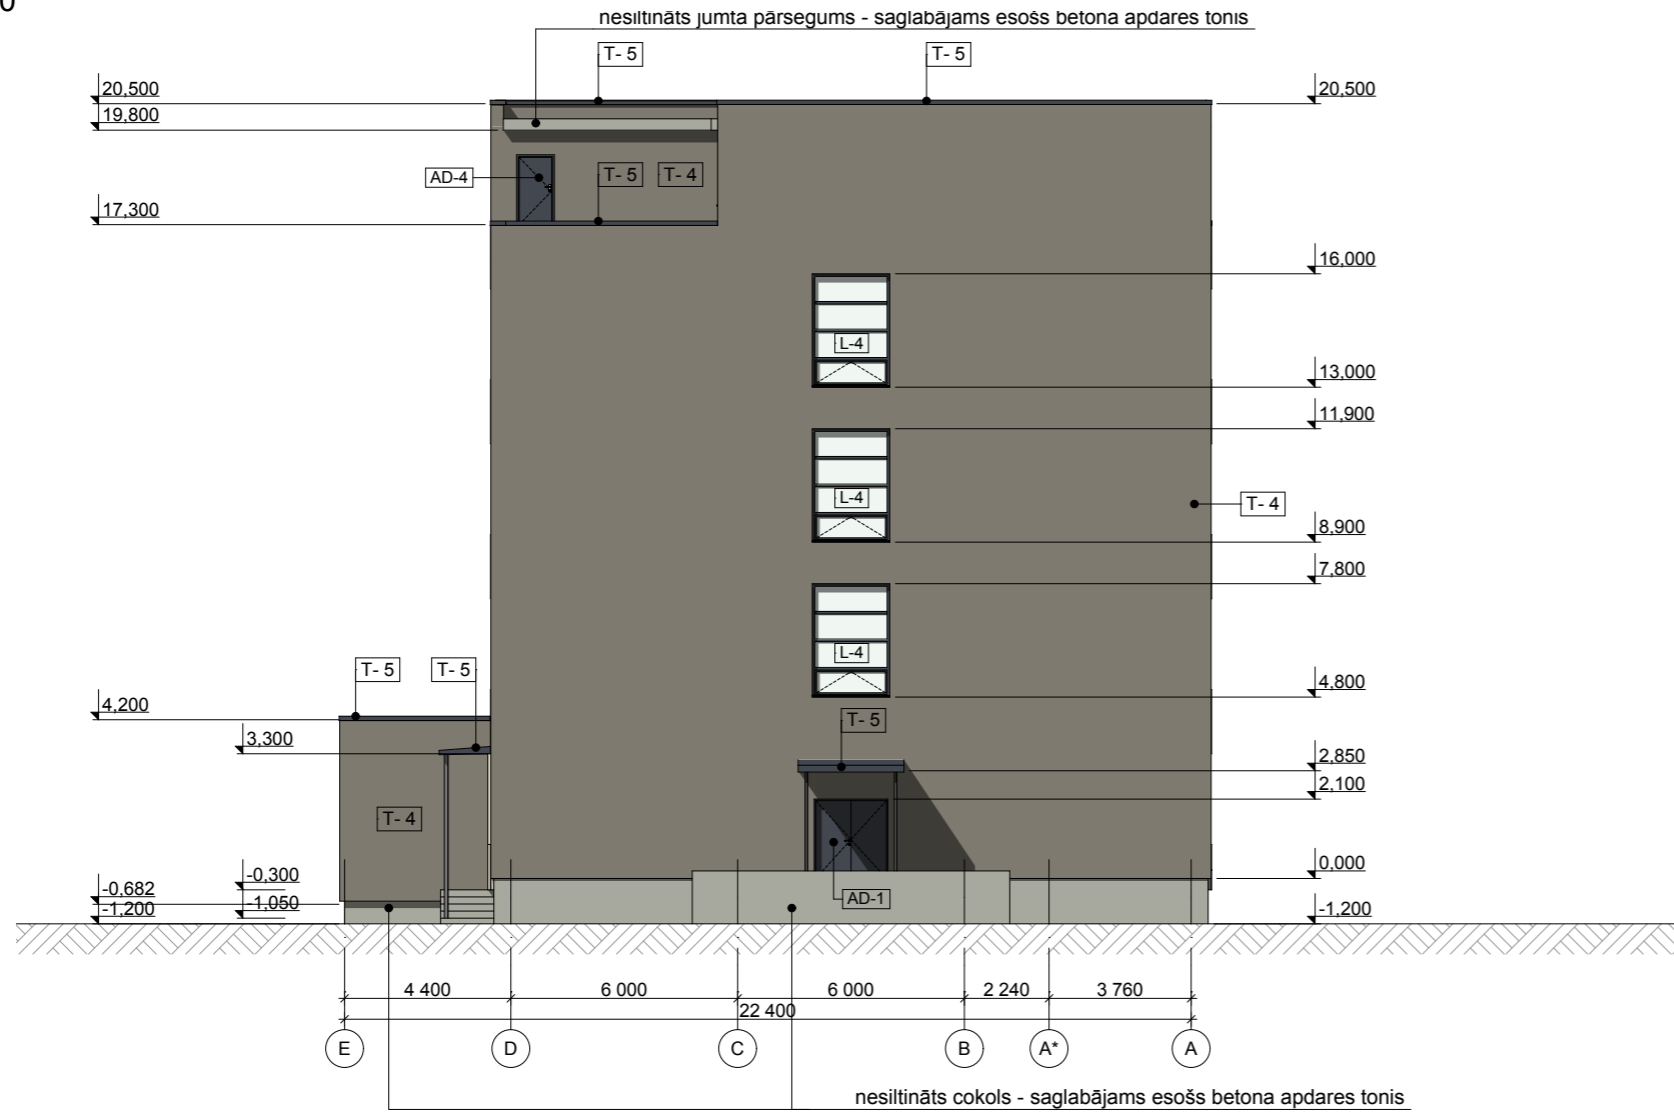 0
nesiltināts jumta pārsegums - saglabājams esošs betona apdares tonis
T- 5
T- 5
20,500
20,500
19,800
AD-4
T- 5
T- 4
17,300
16,000
L-4
13,000
11,900
L-4
T- 4
8,900
7,800
L-4
T- 5
T- 5
4,800
4,200
T- 5
3,300
2,850
2,100
T- 4
0,000
-0,300
-0,682
-1,050
AD-1
-1,200
-1,200
4 400
6 000
6 000
2 240
3 760
22 400
E
D
C
B
A*
A
nesiltināts cokols - saglabājams esošs betona apdares tonis